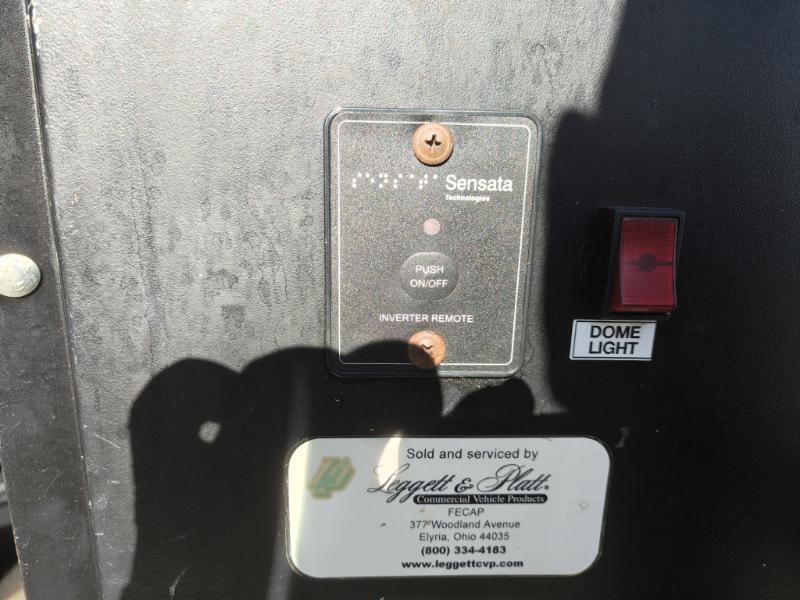 Sensata
Technologies
PUSH
ON/OFF
INVERTER REMOTE
DOME
LIGHT
Sold and serviced by
Leggett & Platt
Commercial Vehicle Products
FECAP
377 Woodland Avenue
Elyria, Ohio 44035
(800) 334-4183
www.leggettcvp.com